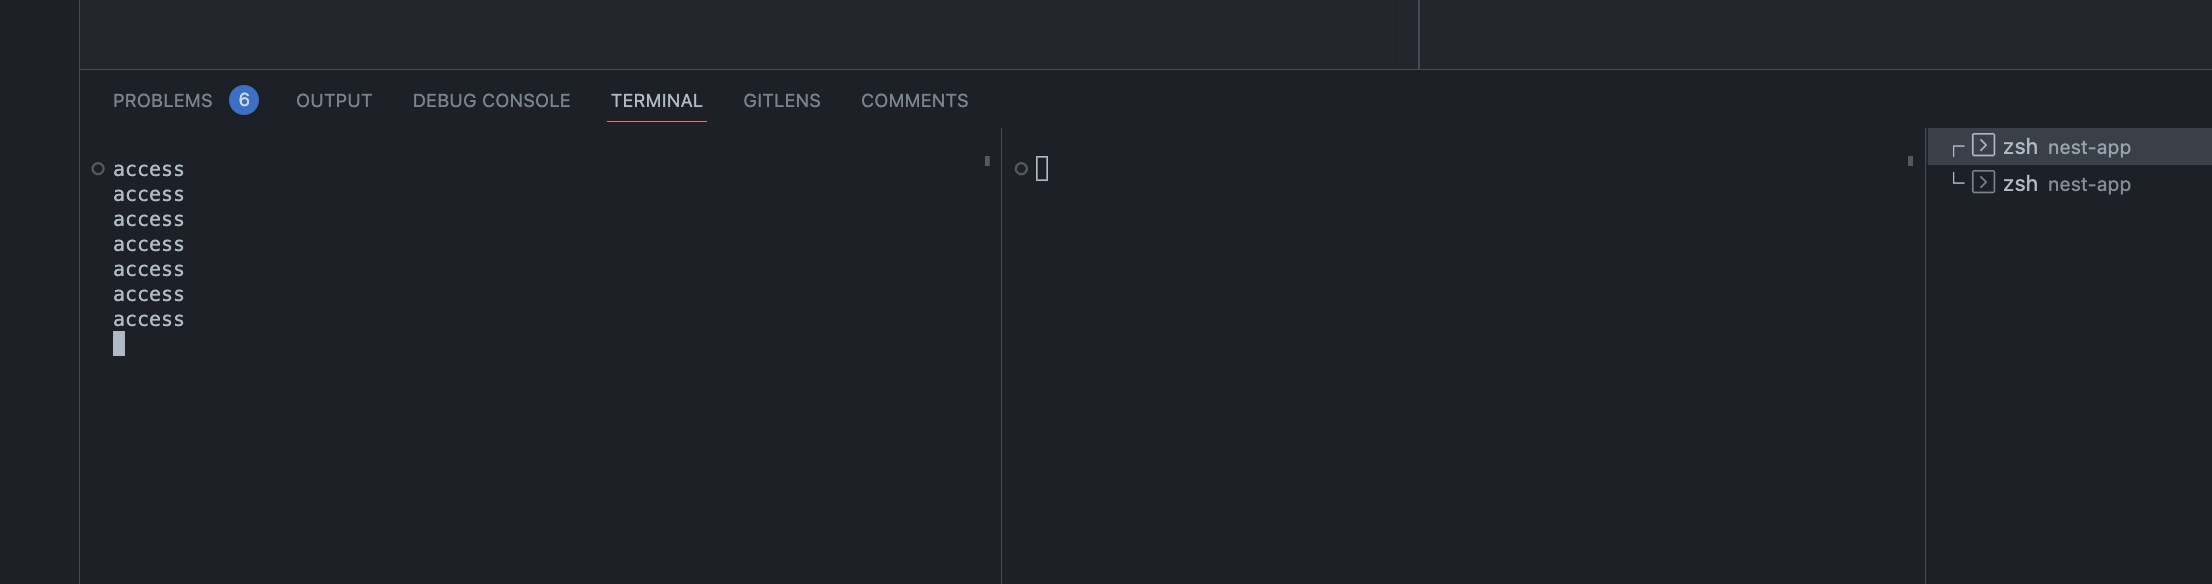 PROBLEMS 6 OUTPUT DEBUG CONSOLE TERMINAL GITLENS COMMENTS
access
access
access
access
access
access
access
zsh nest-app
zsh nest-app